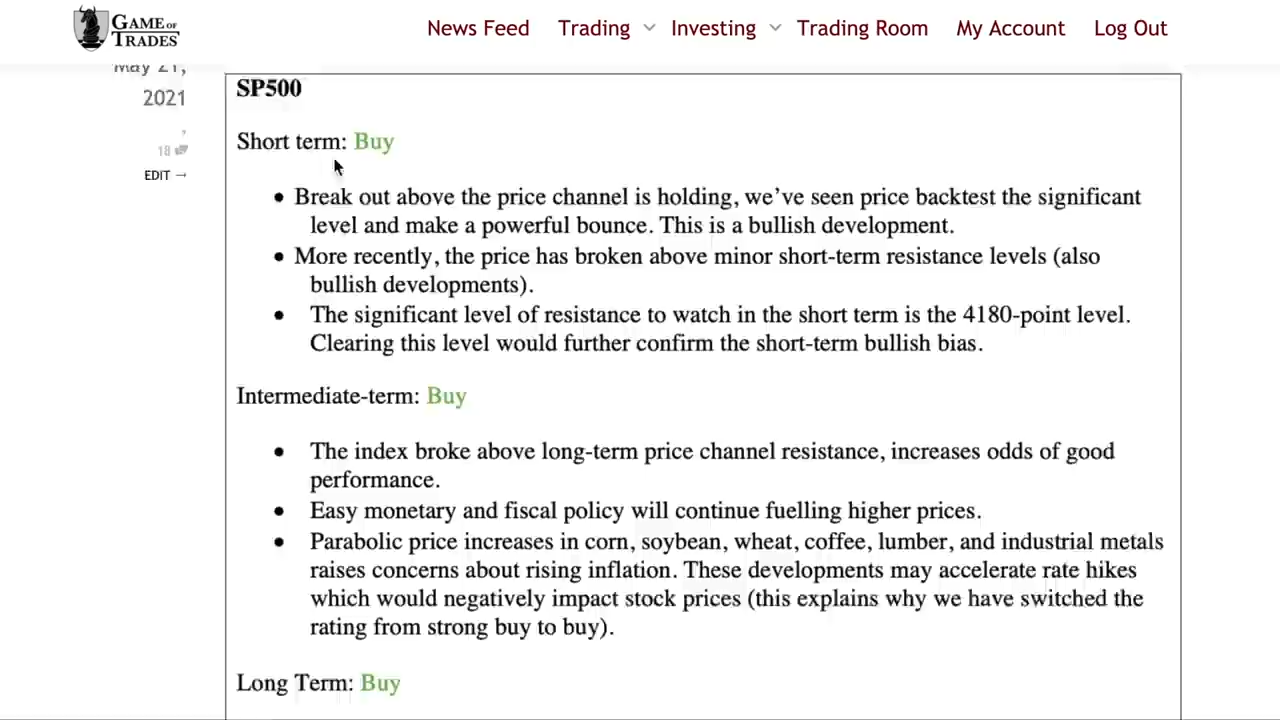 GAME OF
TRADES
News Feed Trading Investing Trading Room My Account Log Out
May 21,
2021
,
18
EDIT →
SP500
Short term: Buy
• Break out above the price channel is holding, we’ve seen price backtest the significant
level and make a powerful bounce. This is a bullish development.
• More recently, the price has broken above minor short-term resistance levels (also
bullish developments).
• The significant level of resistance to watch in the short term is the 4180-point level.
Clearing this level would further confirm the short-term bullish bias.
Intermediate-term: Buy
• The index broke above long-term price channel resistance, increases odds of good
performance.
• Easy monetary and fiscal policy will continue fuelling higher prices.
• Parabolic price increases in corn, soybean, wheat, coffee, lumber, and industrial metals
raises concerns about rising inflation. These developments may accelerate rate hikes
which would negatively impact stock prices (this explains why we have switched the
rating from strong buy to buy).
Long Term: Buy